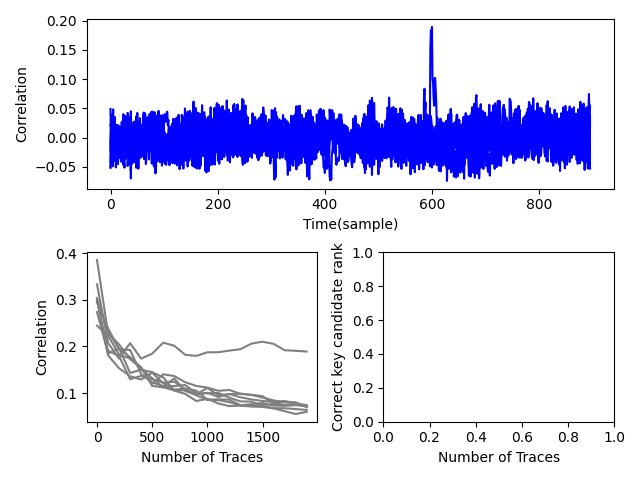 0.20
0.15
0.10
0.05
0.00
−0.05
Correlation
0 200 400 600 800
Time(sample)
0.4
0.3
0.2
0.1
Correlation
0 500 1000 1500
Number of Traces
1.0
0.8
0.6
0.4
0.2
0.0
Correct key candidate rank
0.0 0.2 0.4 0.6 0.8 1.0
Number of Traces